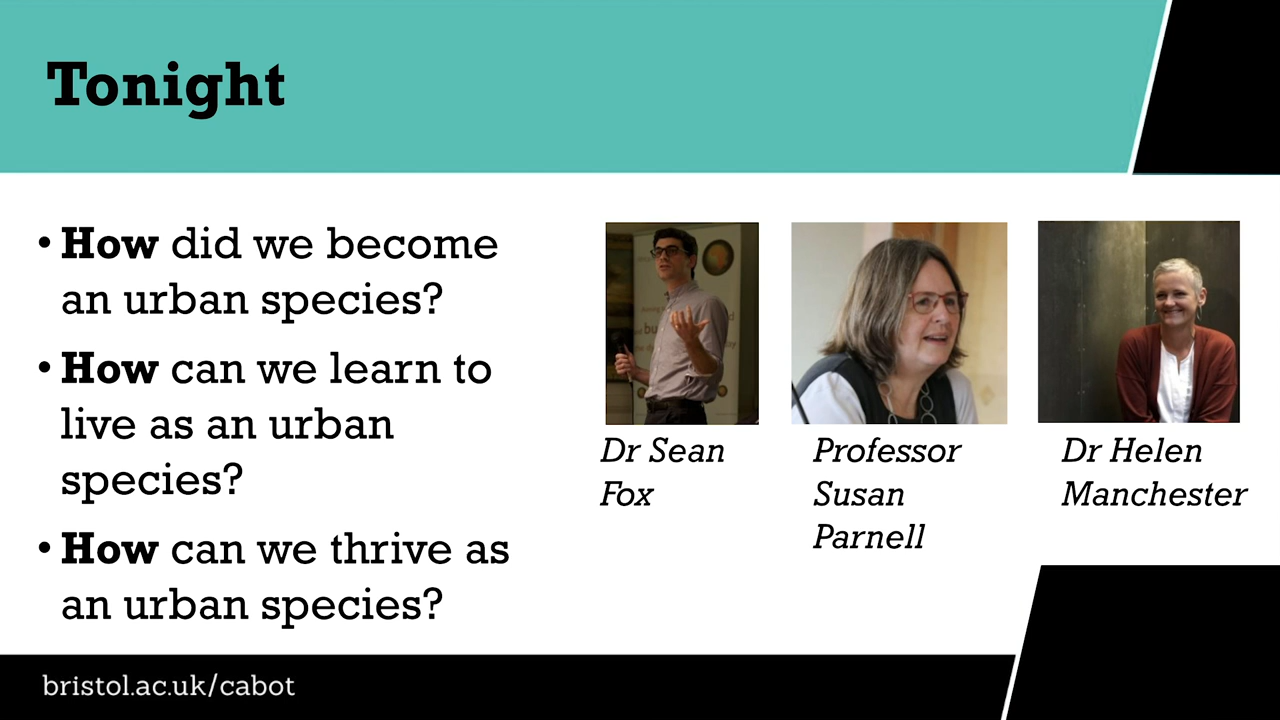 Tonight
• How did we become
an urban species?
• How can we learn to
live as an urban
species?
• How can we thrive as
an urban species?
Dr Sean
Fox
Professor
Susan
Parnell
Dr Helen
Manchester
bristol.ac.uk/cabot